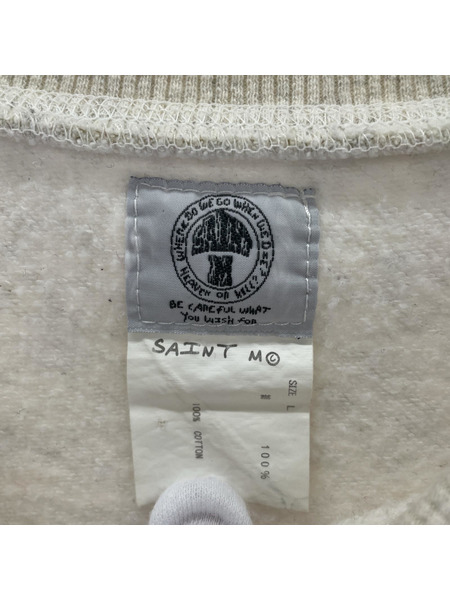 WHERE DO WE GO WHEN WE DIE?
HEAVEN OR HELL?
SAINT
M
BE CAREFUL WHAT
YOU WISH FOR
SAINT M©
SIZE L
100%
100% COTTON